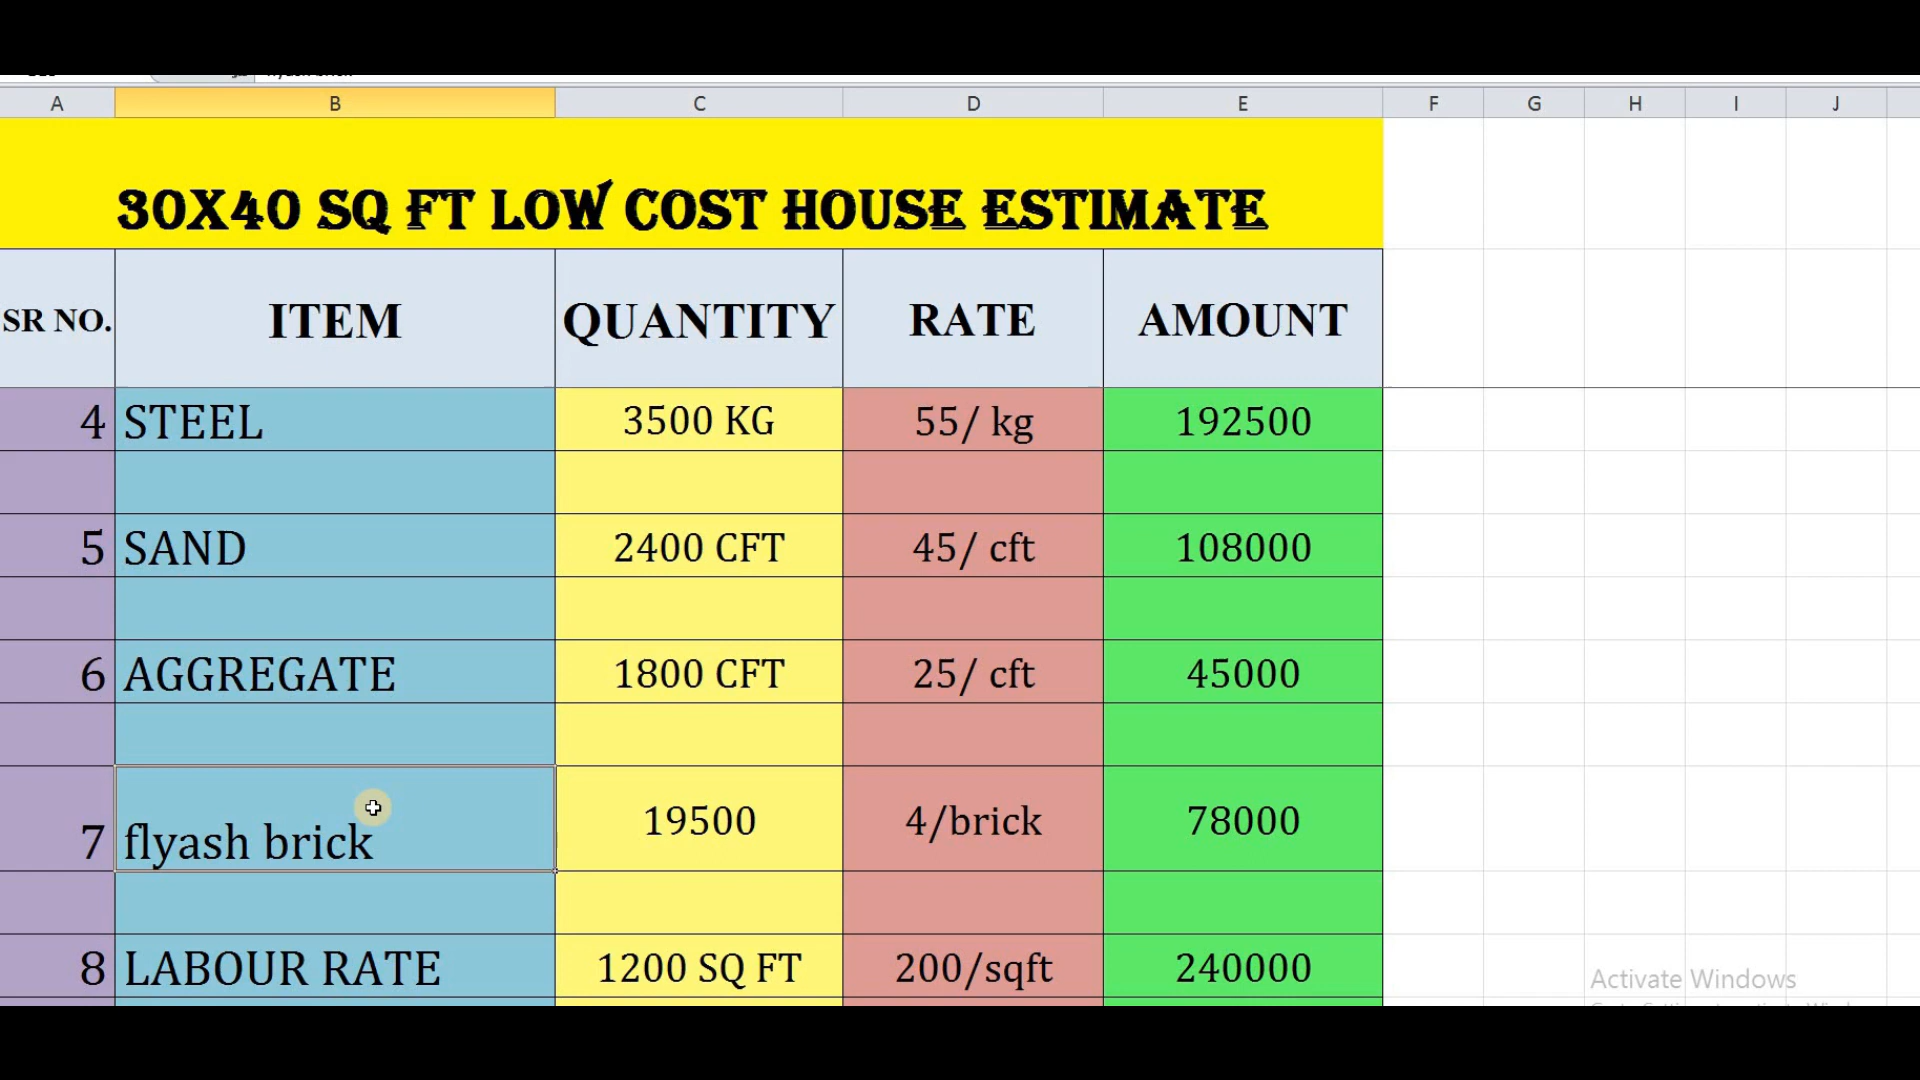 A B C D E F G H I J
30X40 SQ FT LOW COST HOUSE ESTIMATE
SR NO. ITEM QUANTITY RATE AMOUNT
4 STEEL 3500 KG 55/ kg 192500
5 SAND 2400 CFT 45/ cft 108000
6 AGGREGATE 1800 CFT 25/ cft 45000
7 flyash brick 19500 4/brick 78000
8 LABOUR RATE 1200 SQ FT 200/sqft 240000
Activate Windows